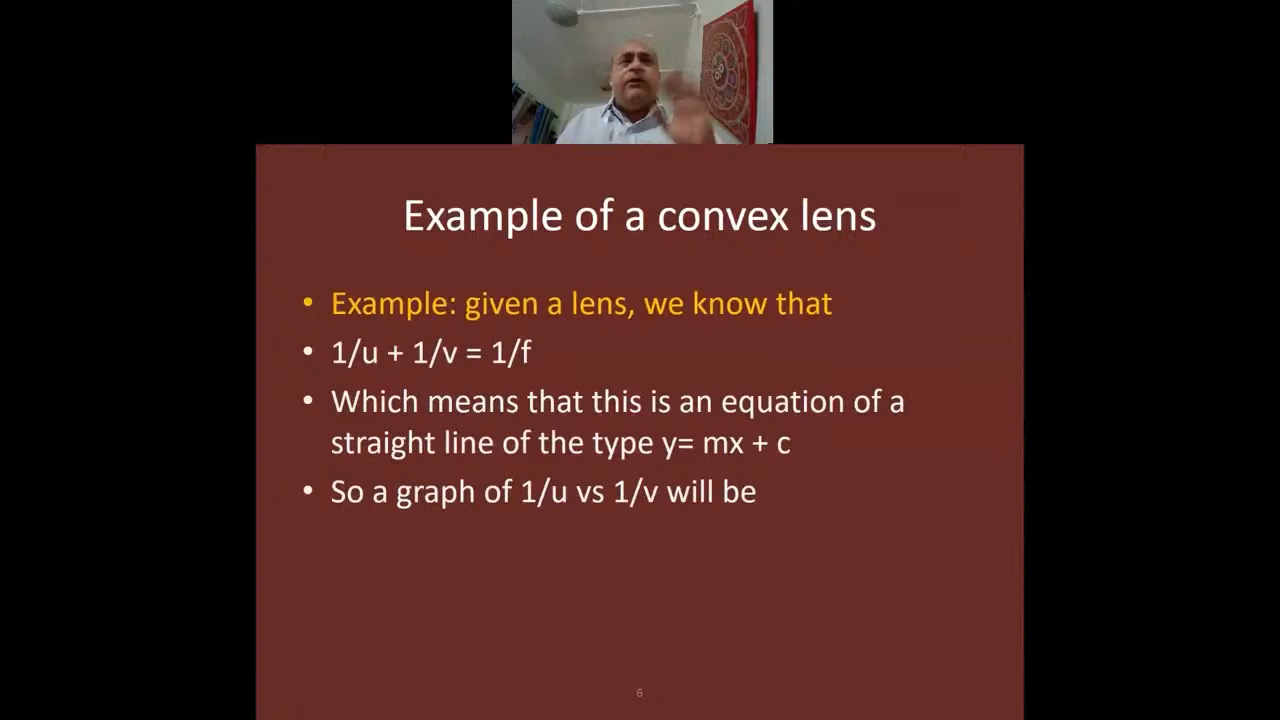 Example of a convex lens
• Example: given a lens, we know that
• 1/u + 1/v = 1/f
• Which means that this is an equation of a
straight line of the type y= mx + c
• So a graph of 1/u vs 1/v will be
6